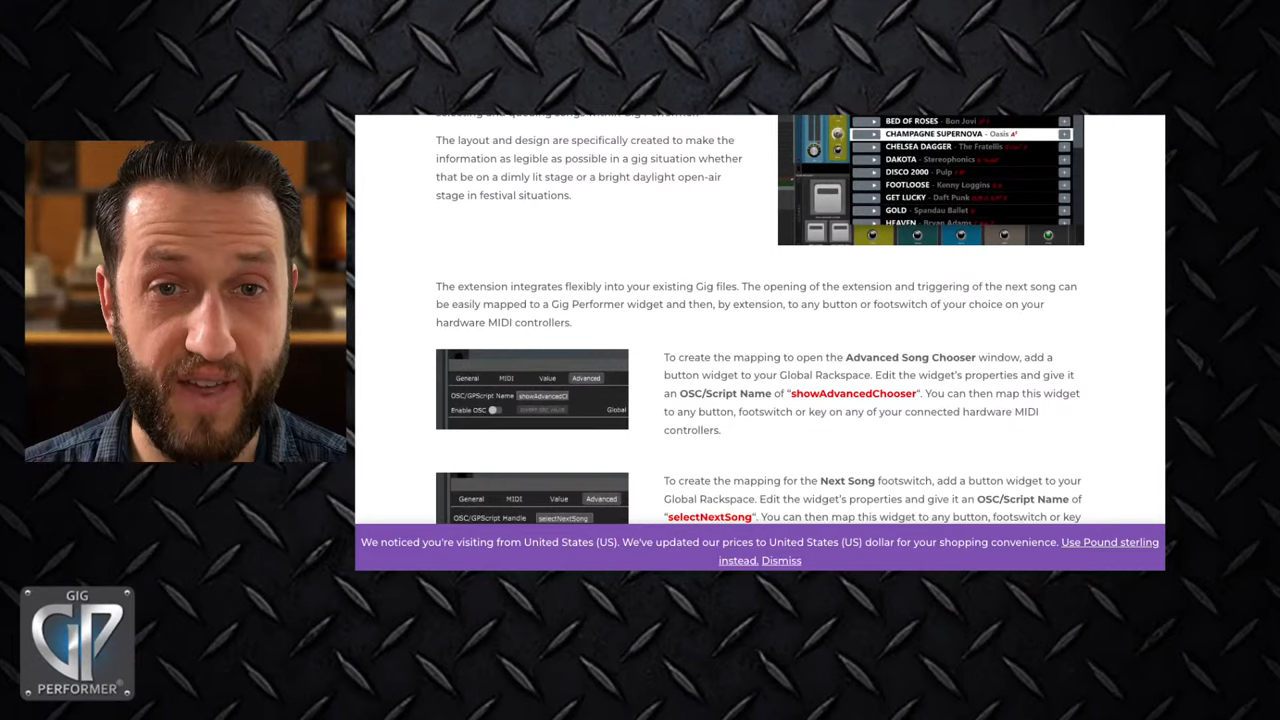 The layout and design are specifically created to make the
information as legible as possible in a gig situation whether
that be on a dimly lit stage or a bright daylight open-air
stage in festival situations.
BED OF ROSES - Bon Jovi
CHAMPAGNE SUPERNOVA - Oasis
CHELSEA DAGGER - The Fratellis
DAKOTA - Stereophonics
DISCO 2000 - Pulp
FOOTLOOSE - Kenny Loggins
GET LUCKY - Daft Punk
GOLD - Spandau Ballet
HEAVEN - Bryan Adams
The extension integrates flexibly into your existing Gig files. The opening of the extension and triggering of the next song can
be easily mapped to a Gig Performer widget and then, by extension, to any button or footswitch of your choice on your
hardware MIDI controllers.
General MIDI Value Advanced
OSC/GPScript Name showAdvancedCl
Enable OSC Global
To create the mapping to open the Advanced Song Chooser window, add a
button widget to your Global Rackspace. Edit the widget's properties and give it
an OSC/Script Name of "showAdvancedChooser". You can then map this widget
to any button, footswitch or key on any of your connected hardware MIDI
controllers.
General MIDI Value Advanced
OSC/GPScript Handle selectNextSong
To create the mapping for the Next Song footswitch, add a button widget to your
Global Rackspace. Edit the widget's properties and give it an OSC/Script Name of
"selectNextSong". You can then map this widget to any button, footswitch or key
We noticed you're visiting from United States (US). We've updated our prices to United States (US) dollar for your shopping convenience. Use Pound sterling
instead. Dismiss
GIG
GP
PERFORMER®